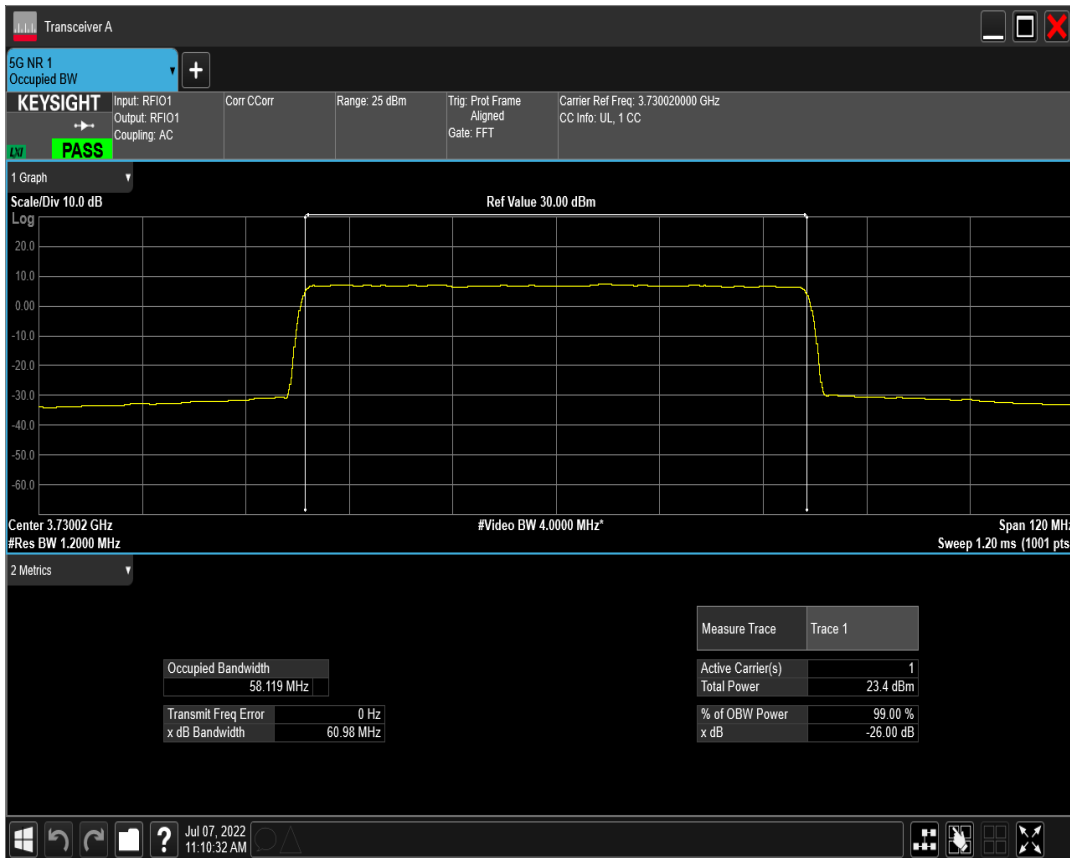 Transceiver A
5G NR 1
Occupied BW
+
KEYSIGHT
LXI
PASS
Input: RFIO1
Output: RFIO1
Coupling: AC
Corr CCorr
Range: 25 dBm
Trig: Prot Frame
Aligned
Gate: FFT
Carrier Ref Freq: 3.730020000 GHz
CC Info: UL, 1 CC
1 Graph
Scale/Div 10.0 dB
Ref Value 30.00 dBm
Log
20.0
10.0
0.00
-10.0
-20.0
-30.0
-40.0
-50.0
-60.0
Center 3.73002 GHz
#Video BW 4.0000 MHz*
Span 120 MHz
#Res BW 1.2000 MHz
Sweep 1.20 ms (1001 pts
2 Metrics
Measure Trace Trace 1
Occupied Bandwidth
58.119 MHz
Active Carrier(s) 1
Total Power 23.4 dBm
Transmit Freq Error 0 Hz
x dB Bandwidth 60.98 MHz
% of OBW Power 99.00 %
x dB -26.00 dB
?
Jul 07, 2022
11:10:32 AM